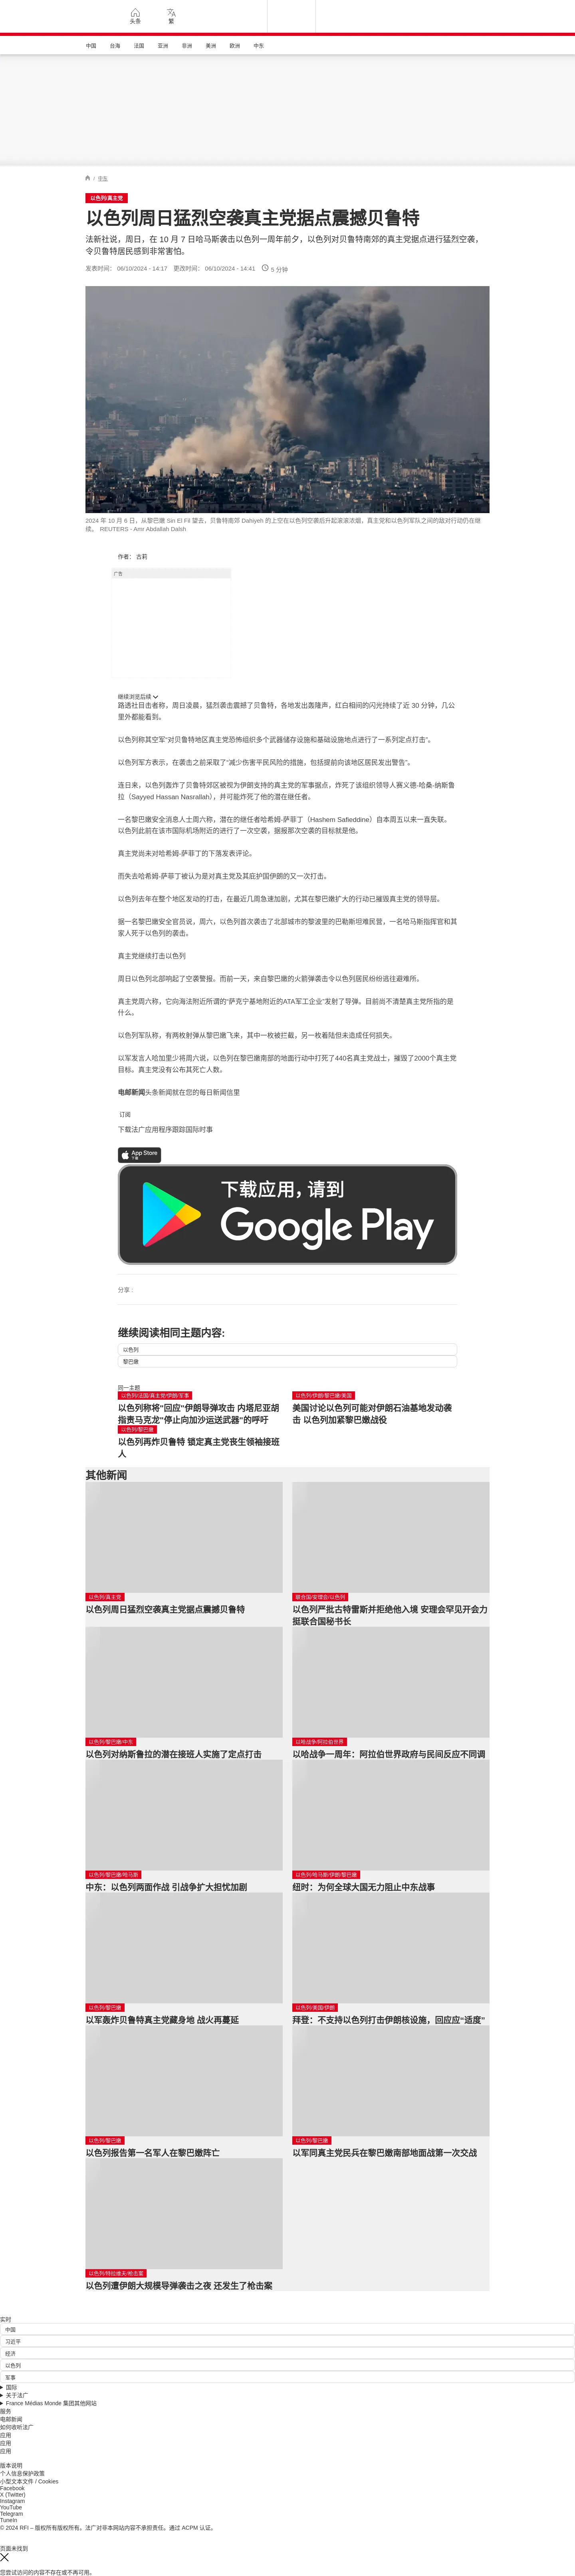 头条
繁
中国
台海
法国
亚洲
非洲
美洲
欧洲
中东
/ 中东
以色列/真主党
以色列周日猛烈空袭真主党据点震撼贝鲁特
法新社说，周日，在 10 月 7 日哈马斯袭击以色列一周年前夕，以色列对贝鲁特南郊的真主党据点进行猛烈空袭，
令贝鲁特居民感到非常害怕。
发表时间： 06/10/2024 - 14:17 更改时间： 06/10/2024 - 14:41 5 分钟
2024 年 10 月 6 日，从黎巴嫩 Sin El Fil 望去，贝鲁特南郊 Dahiyeh 的上空在以色列空袭后升起滚滚浓烟，真主党和以色列军队之间的敌对行动仍在继
续。 REUTERS - Amr Abdallah Dalsh
作者： 古莉
广告
继续浏览后续
路透社目击者称，周日凌晨，猛烈袭击震撼了贝鲁特，各地发出轰隆声，红白相间的闪光持续了近 30 分钟，几公
里外都能看到。
以色列称其空军“对贝鲁特地区真主党恐怖组织多个武器储存设施和基础设施地点进行了一系列定点打击”。
以色列军方表示，在袭击之前采取了“减少伤害平民风险的措施，包括提前向该地区居民发出警告”。
连日来，以色列轰炸了贝鲁特郊区被视为伊朗支持的真主党的军事据点，炸死了该组织领导人赛义德-哈桑-纳斯鲁
拉（Sayyed Hassan Nasrallah），并可能炸死了他的潜在继任者。
一名黎巴嫩安全消息人士周六称，潜在的继任者哈希姆-萨菲丁（Hashem Safieddine）自本周五以来一直失联。
以色列此前在该市国际机场附近的进行了一次空袭，据报那次空袭的目标就是他。
真主党尚未对哈希姆-萨菲丁的下落发表评论。
而失去哈希姆-萨菲丁被认为是对真主党及其庇护国伊朗的又一次打击。
以色列去年在整个地区发动的打击，在最近几周急速加剧，尤其在黎巴嫩扩大的行动已摧毁真主党的领导层。
据一名黎巴嫩安全官员说，周六，以色列首次袭击了北部城市的黎波里的巴勒斯坦难民营，一名哈马斯指挥官和其
家人死于以色列的袭击。
真主党继续打击以色列
周日以色列北部响起了空袭警报。而前一天，来自黎巴嫩的火箭弹袭击令以色列居民纷纷逃往避难所。
真主党周六称，它向海法附近所谓的“萨克宁基地附近的ATA军工企业”发射了导弹。目前尚不清楚真主党所指的是
什么。
以色列军队称，有两枚射弹从黎巴嫩飞来，其中一枚被拦截，另一枚着陆但未造成任何损失。
以军发言人哈加里少将周六说，以色列在黎巴嫩南部的地面行动中打死了440名真主党战士，摧毁了2000个真主党
目标。真主党没有公布其死亡人数。
电邮新闻头条新闻就在您的每日新闻信里
订阅
下载法广应用程序跟踪国际时事
App Store
下载
下载应用，请到
Google Play
分享 :
继续阅读相同主题内容:
以色列
黎巴嫩
同一主题
以色列/法国/真主党/伊朗/军事
以色列称将"回应"伊朗导弹攻击 内塔尼亚胡
指责马克龙"停止向加沙运送武器"的呼吁
以色列/伊朗/黎巴嫩/美国
美国讨论以色列可能对伊朗石油基地发动袭
击 以色列加紧黎巴嫩战役
以色列/黎巴嫩
以色列再炸贝鲁特 锁定真主党丧生领袖接班
人
其他新闻
以色列/真主党
以色列周日猛烈空袭真主党据点震撼贝鲁特
联合国/安理会/以色列
以色列严批古特雷斯并拒绝他入境 安理会罕见开会力
挺联合国秘书长
以色列/黎巴嫩/中东
以色列对纳斯鲁拉的潜在接班人实施了定点打击
以哈战争/阿拉伯世界
以哈战争一周年：阿拉伯世界政府与民间反应不同调
以色列/黎巴嫩/哈马斯
中东：以色列两面作战 引战争扩大担忧加剧
以色列/哈马斯/伊朗/黎巴嫩
纽时：为何全球大国无力阻止中东战事
以色列/黎巴嫩
以军轰炸贝鲁特真主党藏身地 战火再蔓延
以色列/美国/伊朗
拜登：不支持以色列打击伊朗核设施，回应应“适度”
以色列/黎巴嫩
以色列报告第一名军人在黎巴嫩阵亡
以色列/黎巴嫩
以军同真主党民兵在黎巴嫩南部地面战第一次交战
以色列/特拉维夫/枪击案
以色列遭伊朗大规模导弹袭击之夜 还发生了枪击案
实时
中国
习近平
经济
以色列
军事
国际
关于法广
France Médias Monde 集团其他网站
服务
电邮新闻
如何收听法广
应用
应用
应用
版本说明
个人信息保护政策
小型文本文件 / Cookies
Facebook
X (Twitter)
Instagram
YouTube
Telegram
TuneIn
© 2024 RFI – 版权所有版权所有。法广对非本网站内容不承担责任。通过 ACPM 认证。
页面未找到
您尝试访问的内容不存在或不再可用。